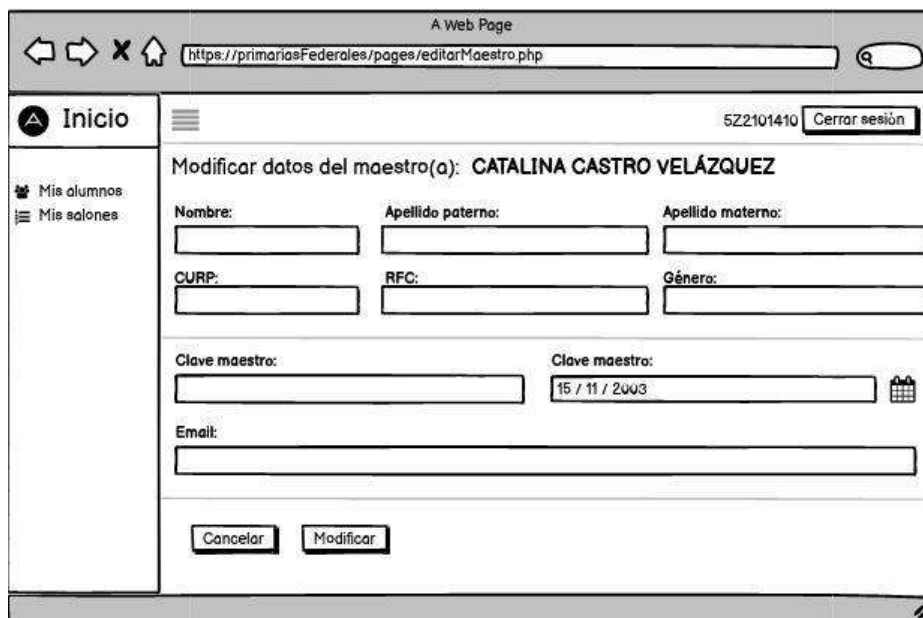 A Web Page
https://primariasFederales/pages/editarMaestro.php
Inicio
5Z2101410 Cerrar sesión
Modificar datos del maestro(a): CATALINA CASTRO VELÁZQUEZ
Mis alumnos
Mis salones
Nombre: Apellido paterno: Apellido materno:
CURP: RFC: Género:
Clave maestro: Clave maestro:
15 / 11 / 2003
Email:
Cancelar Modificar